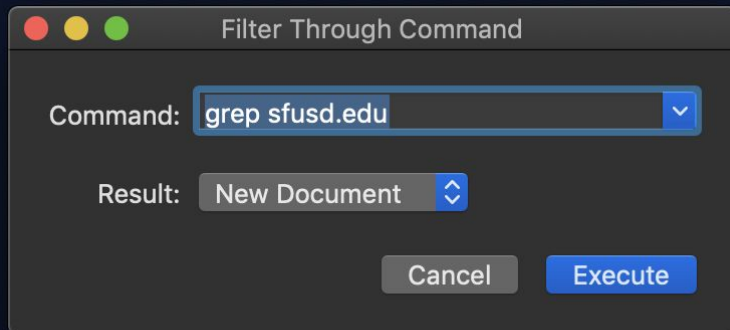 Filter Through Command
Command: grep sfusd.edu
Result: New Document
Cancel Execute